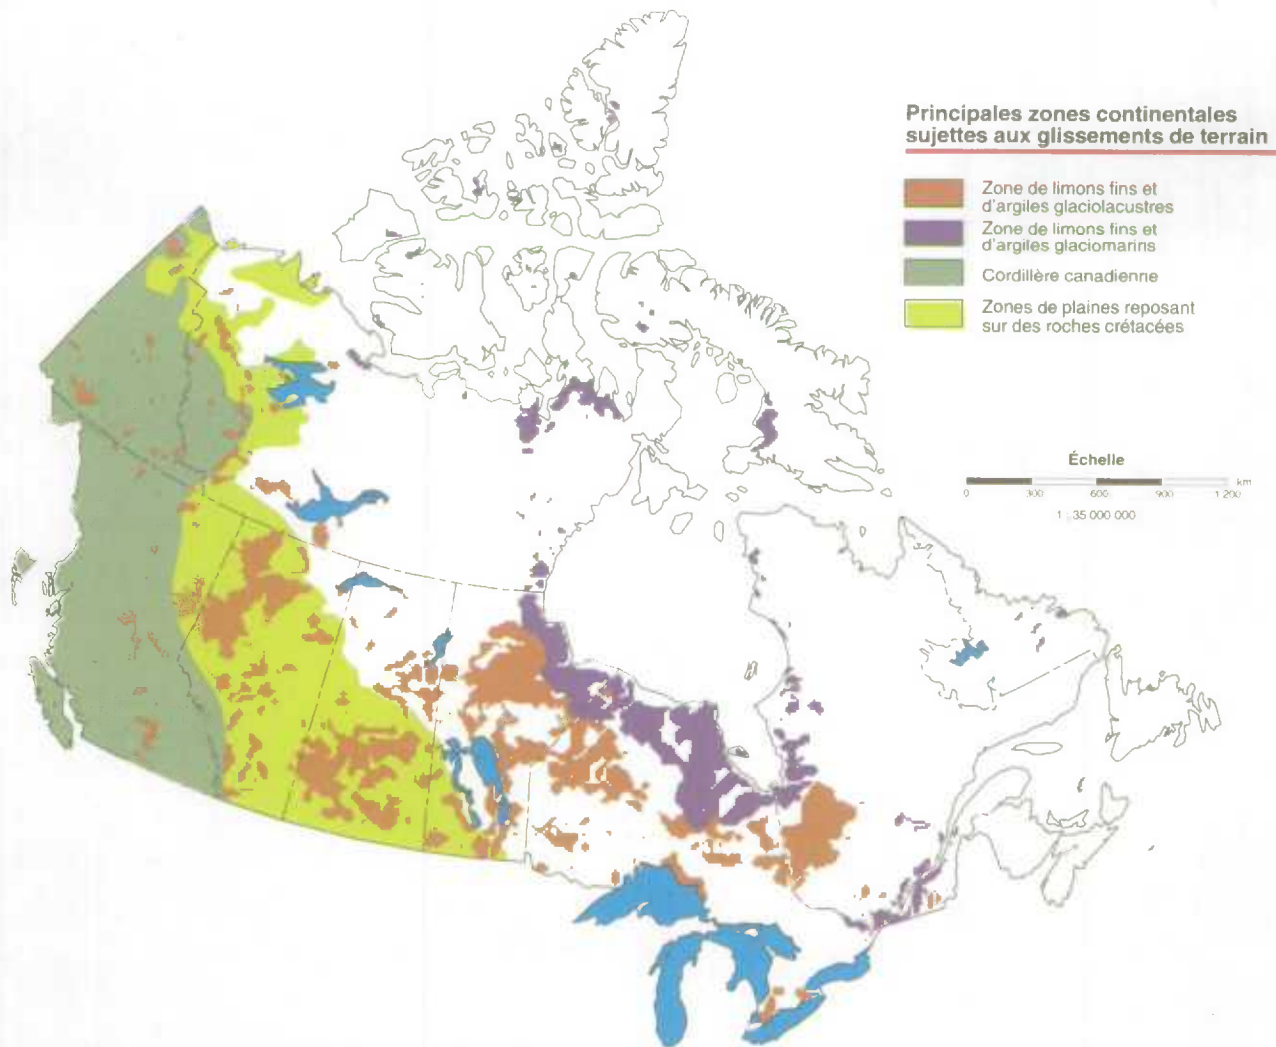 Principales zones continentales
sujettes aux glissements de terrain
Zone de limons fins et
d'argiles glaciolacustres
Zone de limons fins et
d'argiles glaciomarins
Cordillère canadienne
Zones de plaines reposant
sur des roches crétacées
Échelle
km
0 300 600 900 1 200
1 : 35 000 000